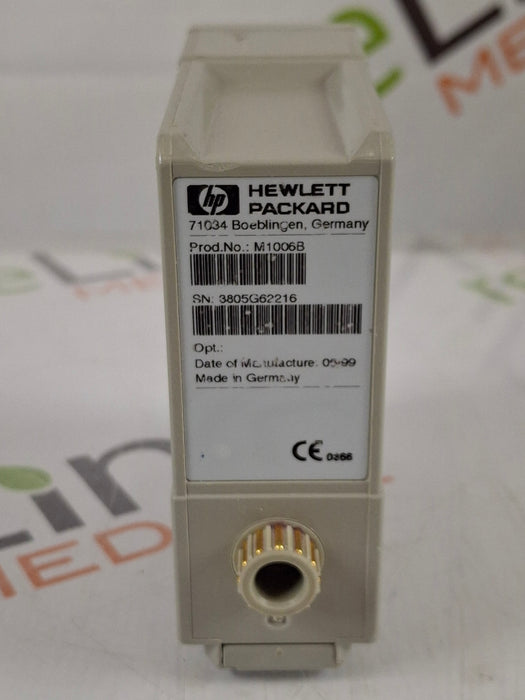 hp HEWLETT
PACKARD
71034 Boeblingen, Germany
Prod.No.: M1006B
SN: 3805G62216
Opt.:
Date of Manufacture: 05-99
Made in Germany
CE 0366
MED